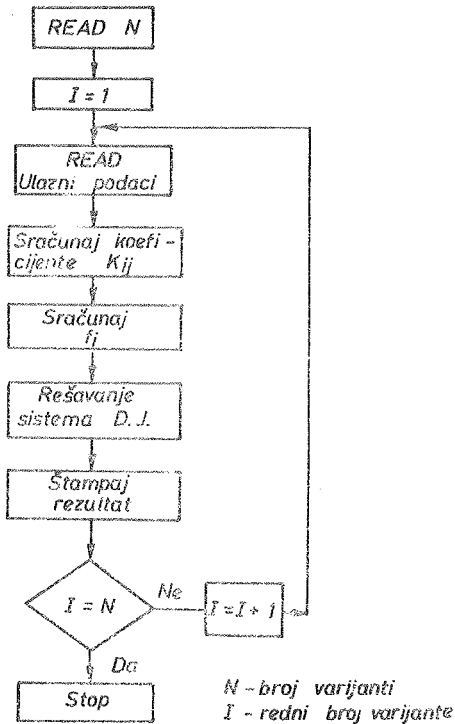 READ N
I = 1
READ
Ulazni podaci
Sračunaj koefi -
cijente Kij
Sračunaj
fi
Rešavanje
sistema D.J.
Štampaj
rezultat
I = N
Ne
I = I + 1
Da
Stop
N - broj varijanti
I - redni broj varijante